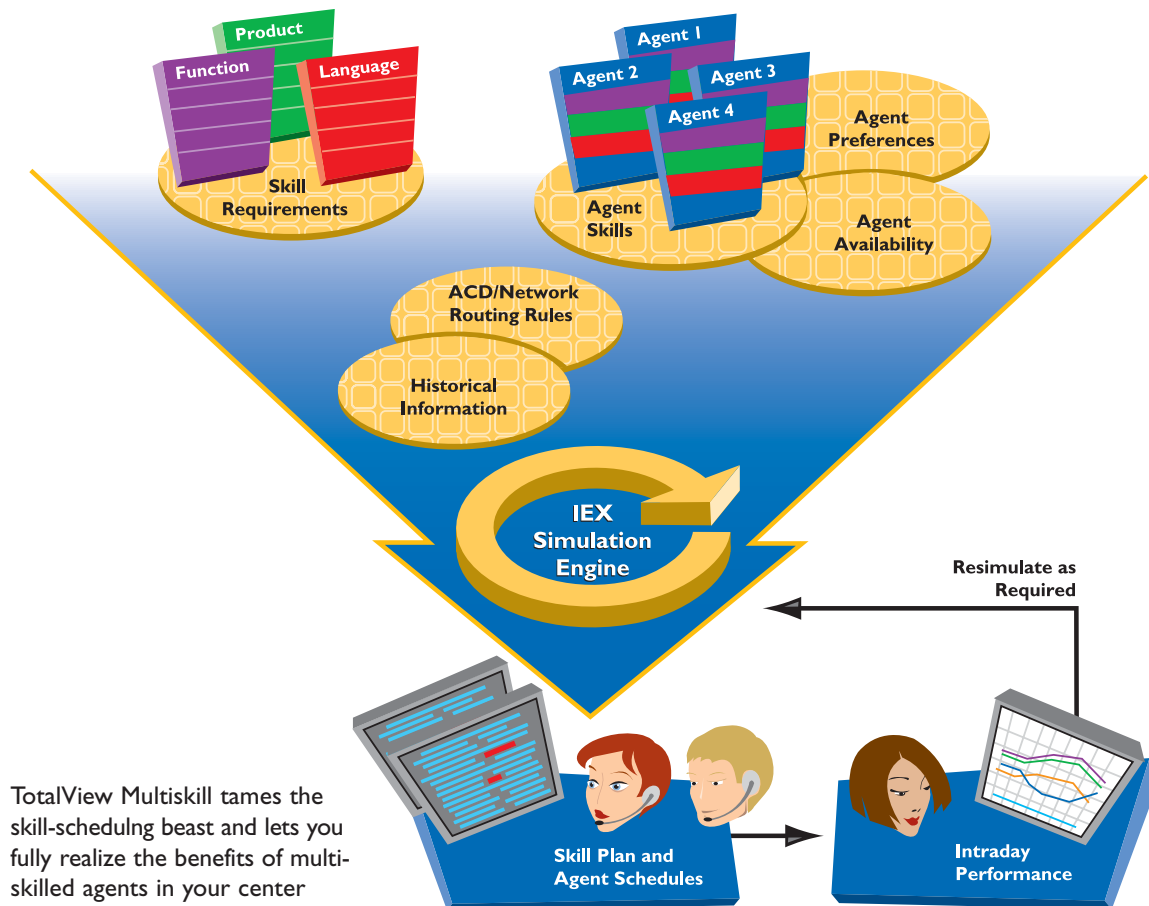 Product
Function
Language
Skill
Requirements
Agent 1
Agent 2
Agent 3
Agent 4
Agent
Preferences
Agent
Skills
Agent
Availability
ACD/Network
Routing Rules
Historical
Information
IEX
Simulation
Engine
Resimulate as
Required
TotalView Multiskill tames the
skill-schedulng beast and lets you
fully realize the benefits of multi-
skilled agents in your center
Skill Plan and
Agent Schedules
Intraday
Performance